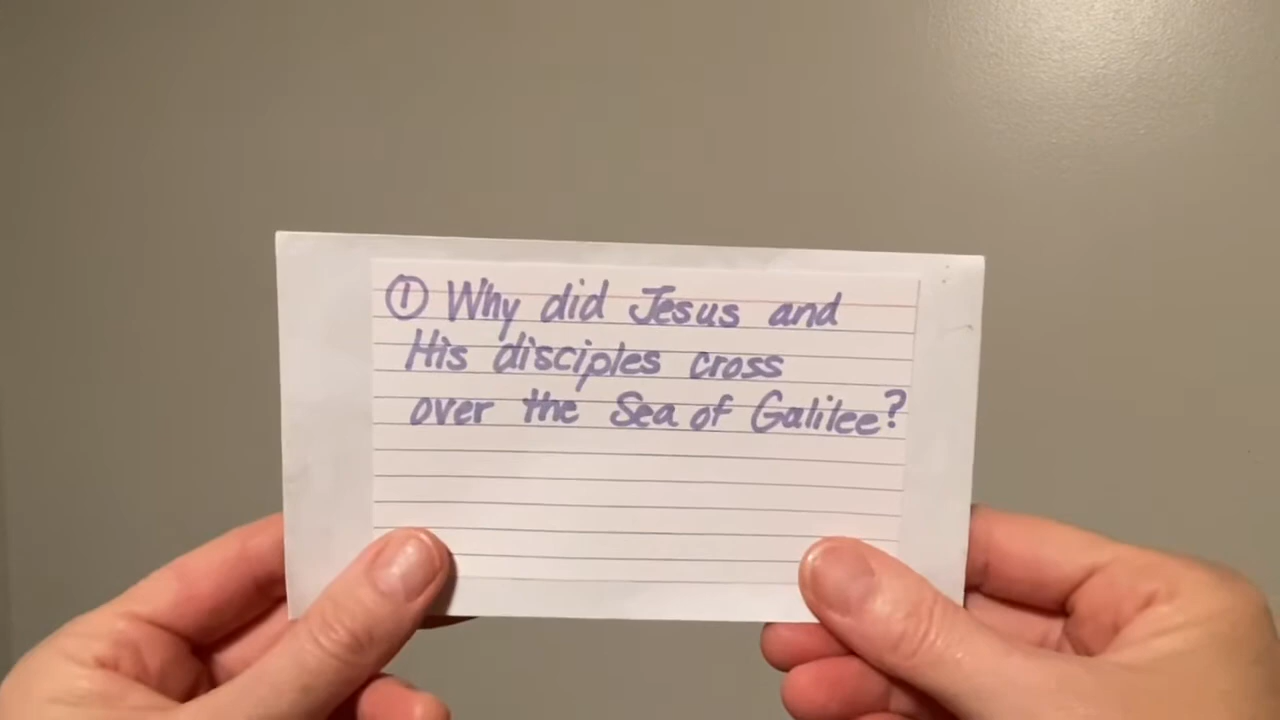 ① Why did Jesus and
His disciples cross
over the Sea of Galilee?